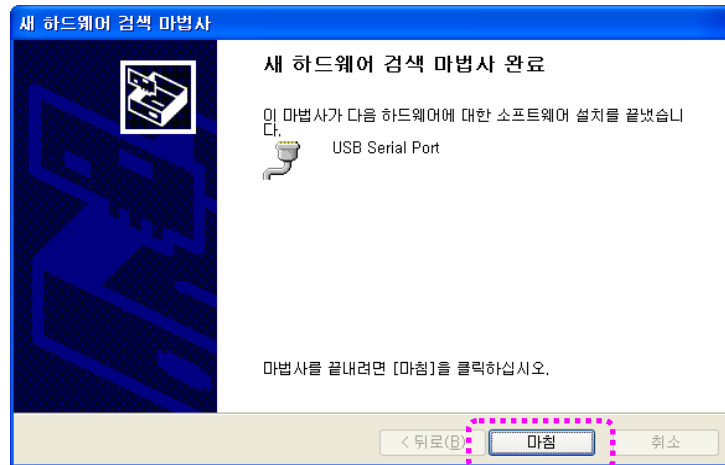 새 하드웨어 검색 마법사
새 하드웨어 검색 마법사 완료
이 마법사가 다음 하드웨어에 대한 소프트웨어 설치를 끝냈습니
다.
USB Serial Port
마법사를 끝내려면 [마침]을 클릭하십시오.
< 뒤로(B) 마침 취소